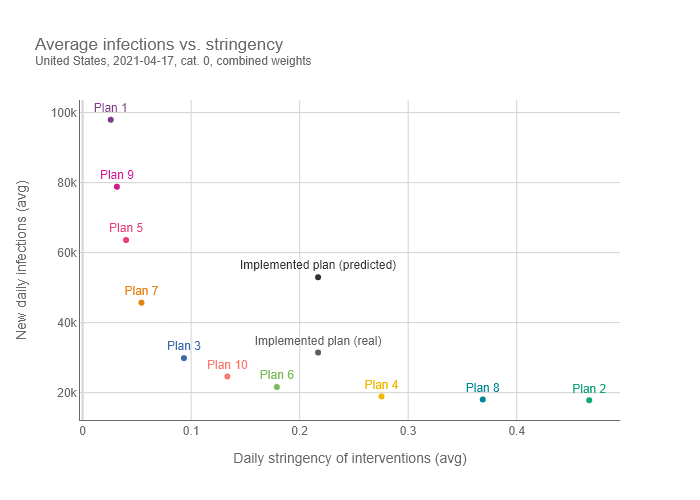 Average infections vs. stringency
United States, 2021-04-17, cat. 0, combined weights
New daily infections (avg)
100k
80k
60k
40k
20k
Plan 1
Plan 9
Plan 5
Implemented plan (predicted)
Plan 7
Implemented plan (real)
Plan 3
Plan 10
Plan 6
Plan 4
Plan 8
Plan 2
0
0.1
0.2
0.3
0.4
Daily stringency of interventions (avg)